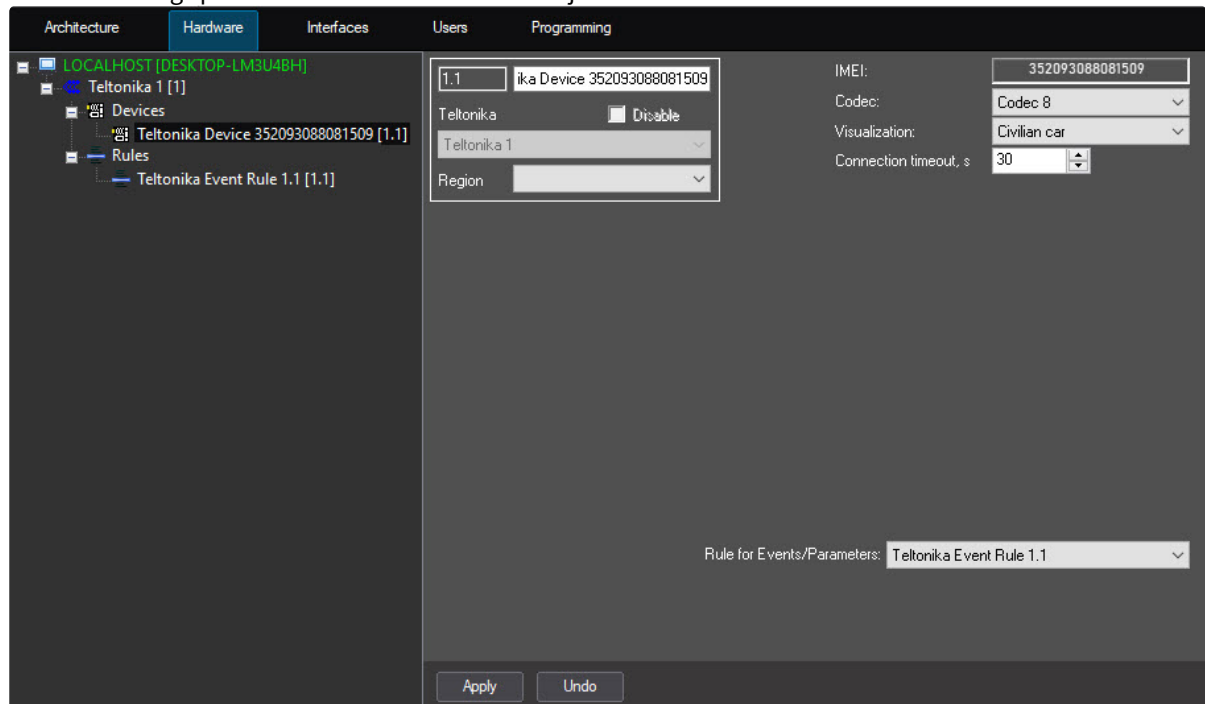 Architecture Hardware Interfaces Users Programming
LOCALHOST [DESKTOP-LM3U4BH]
Teltonika 1 [1]
Devices
Teltonika Device 352093088081509 [1.1]
Rules
Teltonika Event Rule 1.1 [1.1]
1.1 ika Device 352093088081509
Teltonika Disable
Teltonika 1
Region
IMEI: 352093088081509
Codec: Codec 8
Visualization: Civilian car
Connection timeout, s 30
Rule for Events/Parameters: Teltonika Event Rule 1.1
Apply Undo